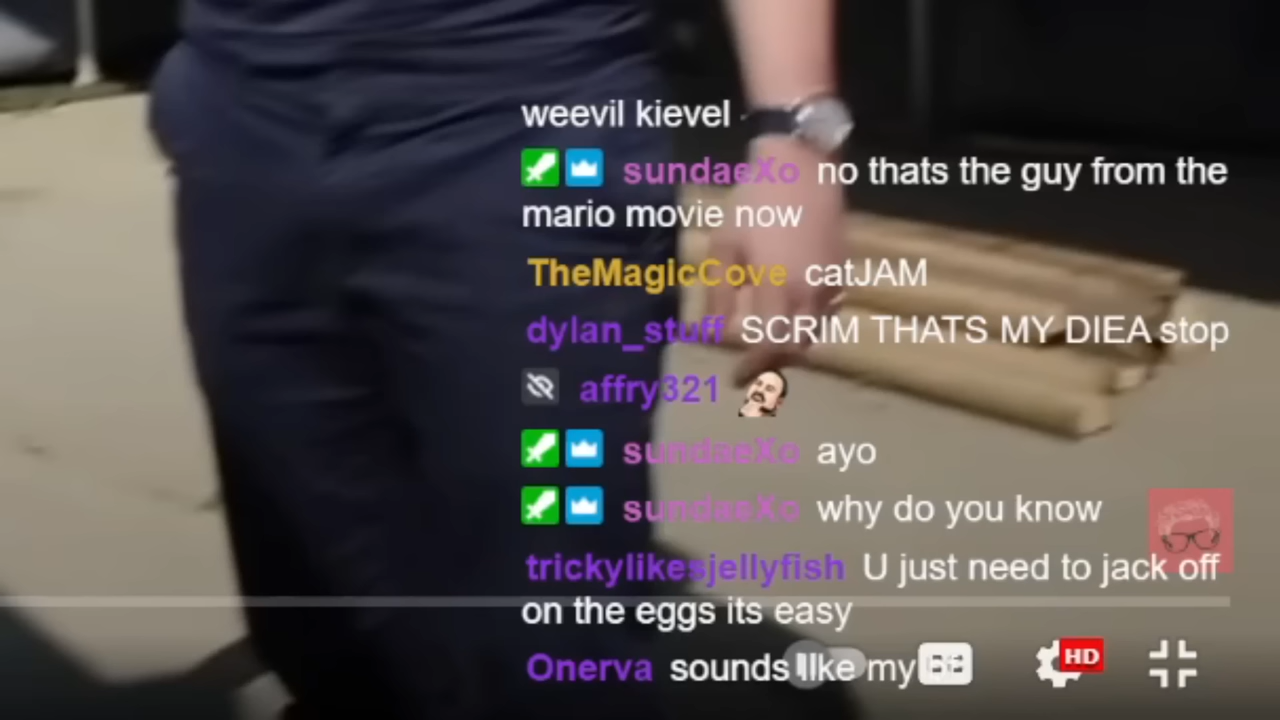 weevil kievel
sundaeXo no thats the guy from the
mario movie now
TheMagicCove catJAM
dylan_stuff SCRIM THATS MY DIEA stop
affry321
sundaeXo ayo
sundaeXo why do you know
trickylikesjellyfish U just need to jack off
on the eggs its easy
Onerva sounds like my
HD